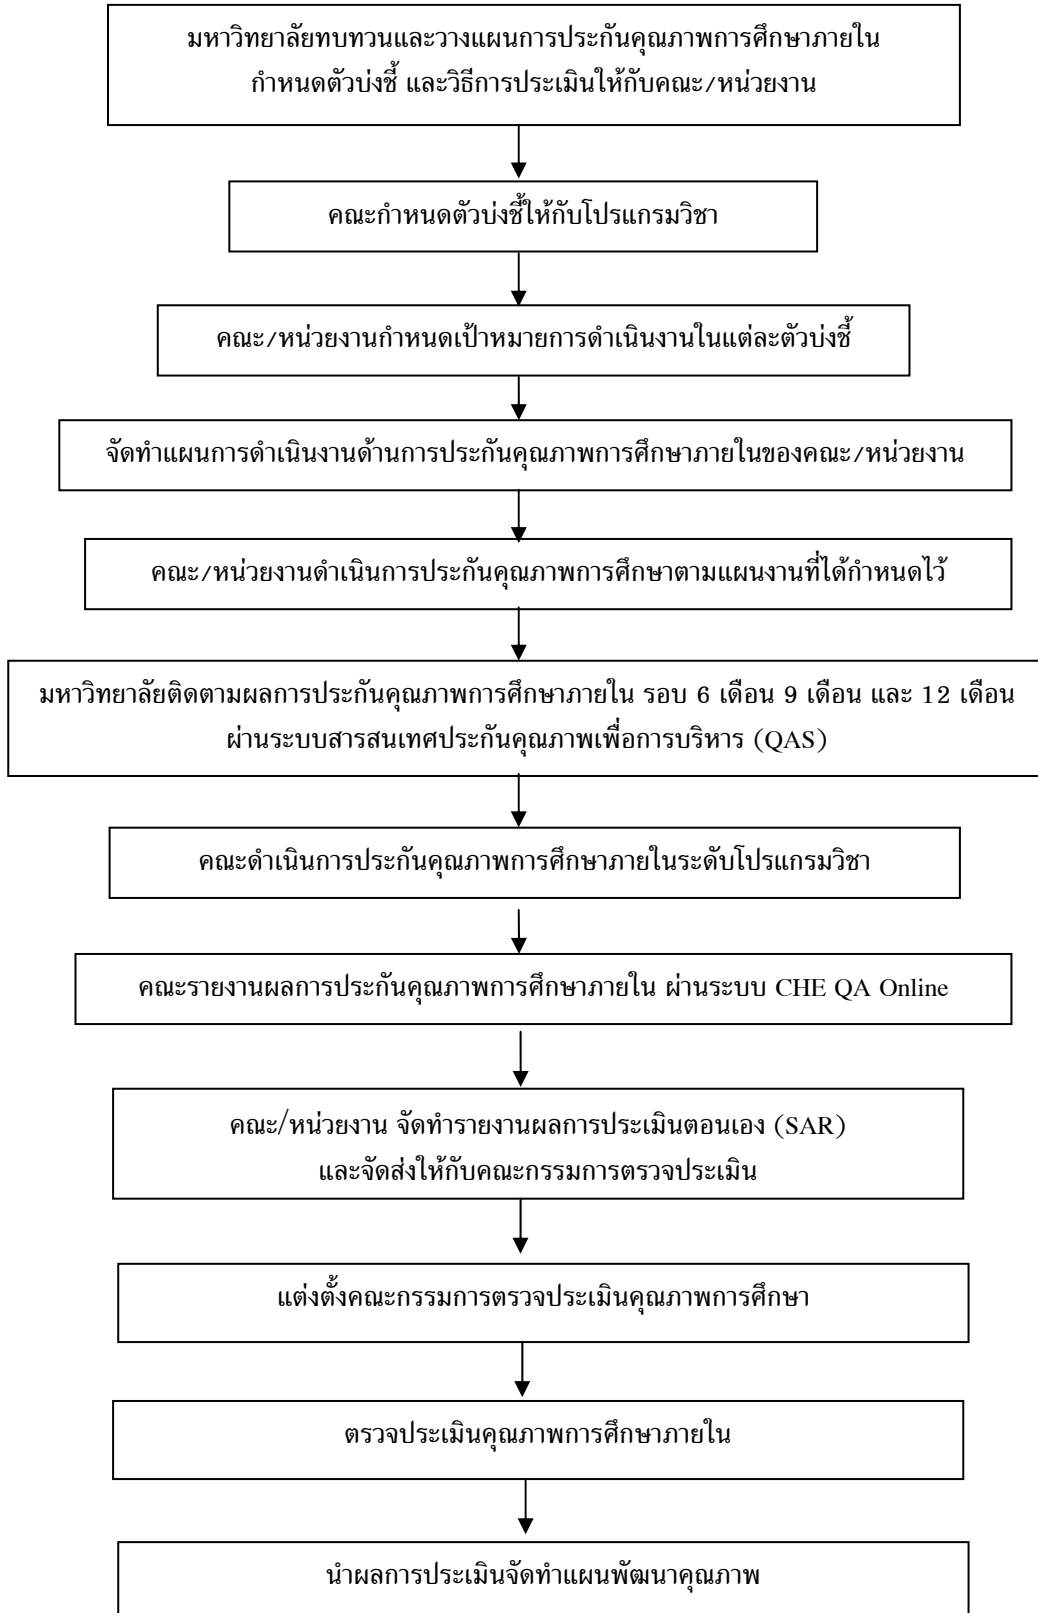 มหาวิทยาลัยทบทวนและวางแผนการประกันคุณภาพการศึกษาภายใน
กำหนดตัวบ่งชี้ และวิธีการประเมินให้กับคณะ/หน่วยงาน
คณะกำหนดตัวบ่งชี้ให้กับโปรแกรมวิชา
คณะ/หน่วยงานกำหนดเป้าหมายการดำเนินงานในแต่ละตัวบ่งชี้
จัดทำแผนการดำเนินงานด้านการประกันคุณภาพการศึกษาภายในของคณะ/หน่วยงาน
คณะ/หน่วยงานดำเนินการประกันคุณภาพการศึกษาตามแผนงานที่ได้กำหนดไว้
มหาวิทยาลัยติดตามผลการประกันคุณภาพการศึกษาภายใน รอบ 6 เดือน 9 เดือน และ 12 เดือน
ผ่านระบบสารสนเทศประกันคุณภาพเพื่อการบริหาร (QAS)
คณะดำเนินการประกันคุณภาพการศึกษาภายในระดับโปรแกรมวิชา
คณะรายงานผลการประกันคุณภาพการศึกษาภายใน ผ่านระบบ CHE QA Online
คณะ/หน่วยงาน จัดทำรายงานผลการประเมินตอนเอง (SAR)
และจัดส่งให้กับคณะกรรมการตรวจประเมิน
แต่งตั้งคณะกรรมการตรวจประเมินคุณภาพการศึกษา
ตรวจประเมินคุณภาพการศึกษาภายใน
นำผลการประเมินจัดทำแผนพัฒนาคุณภาพ